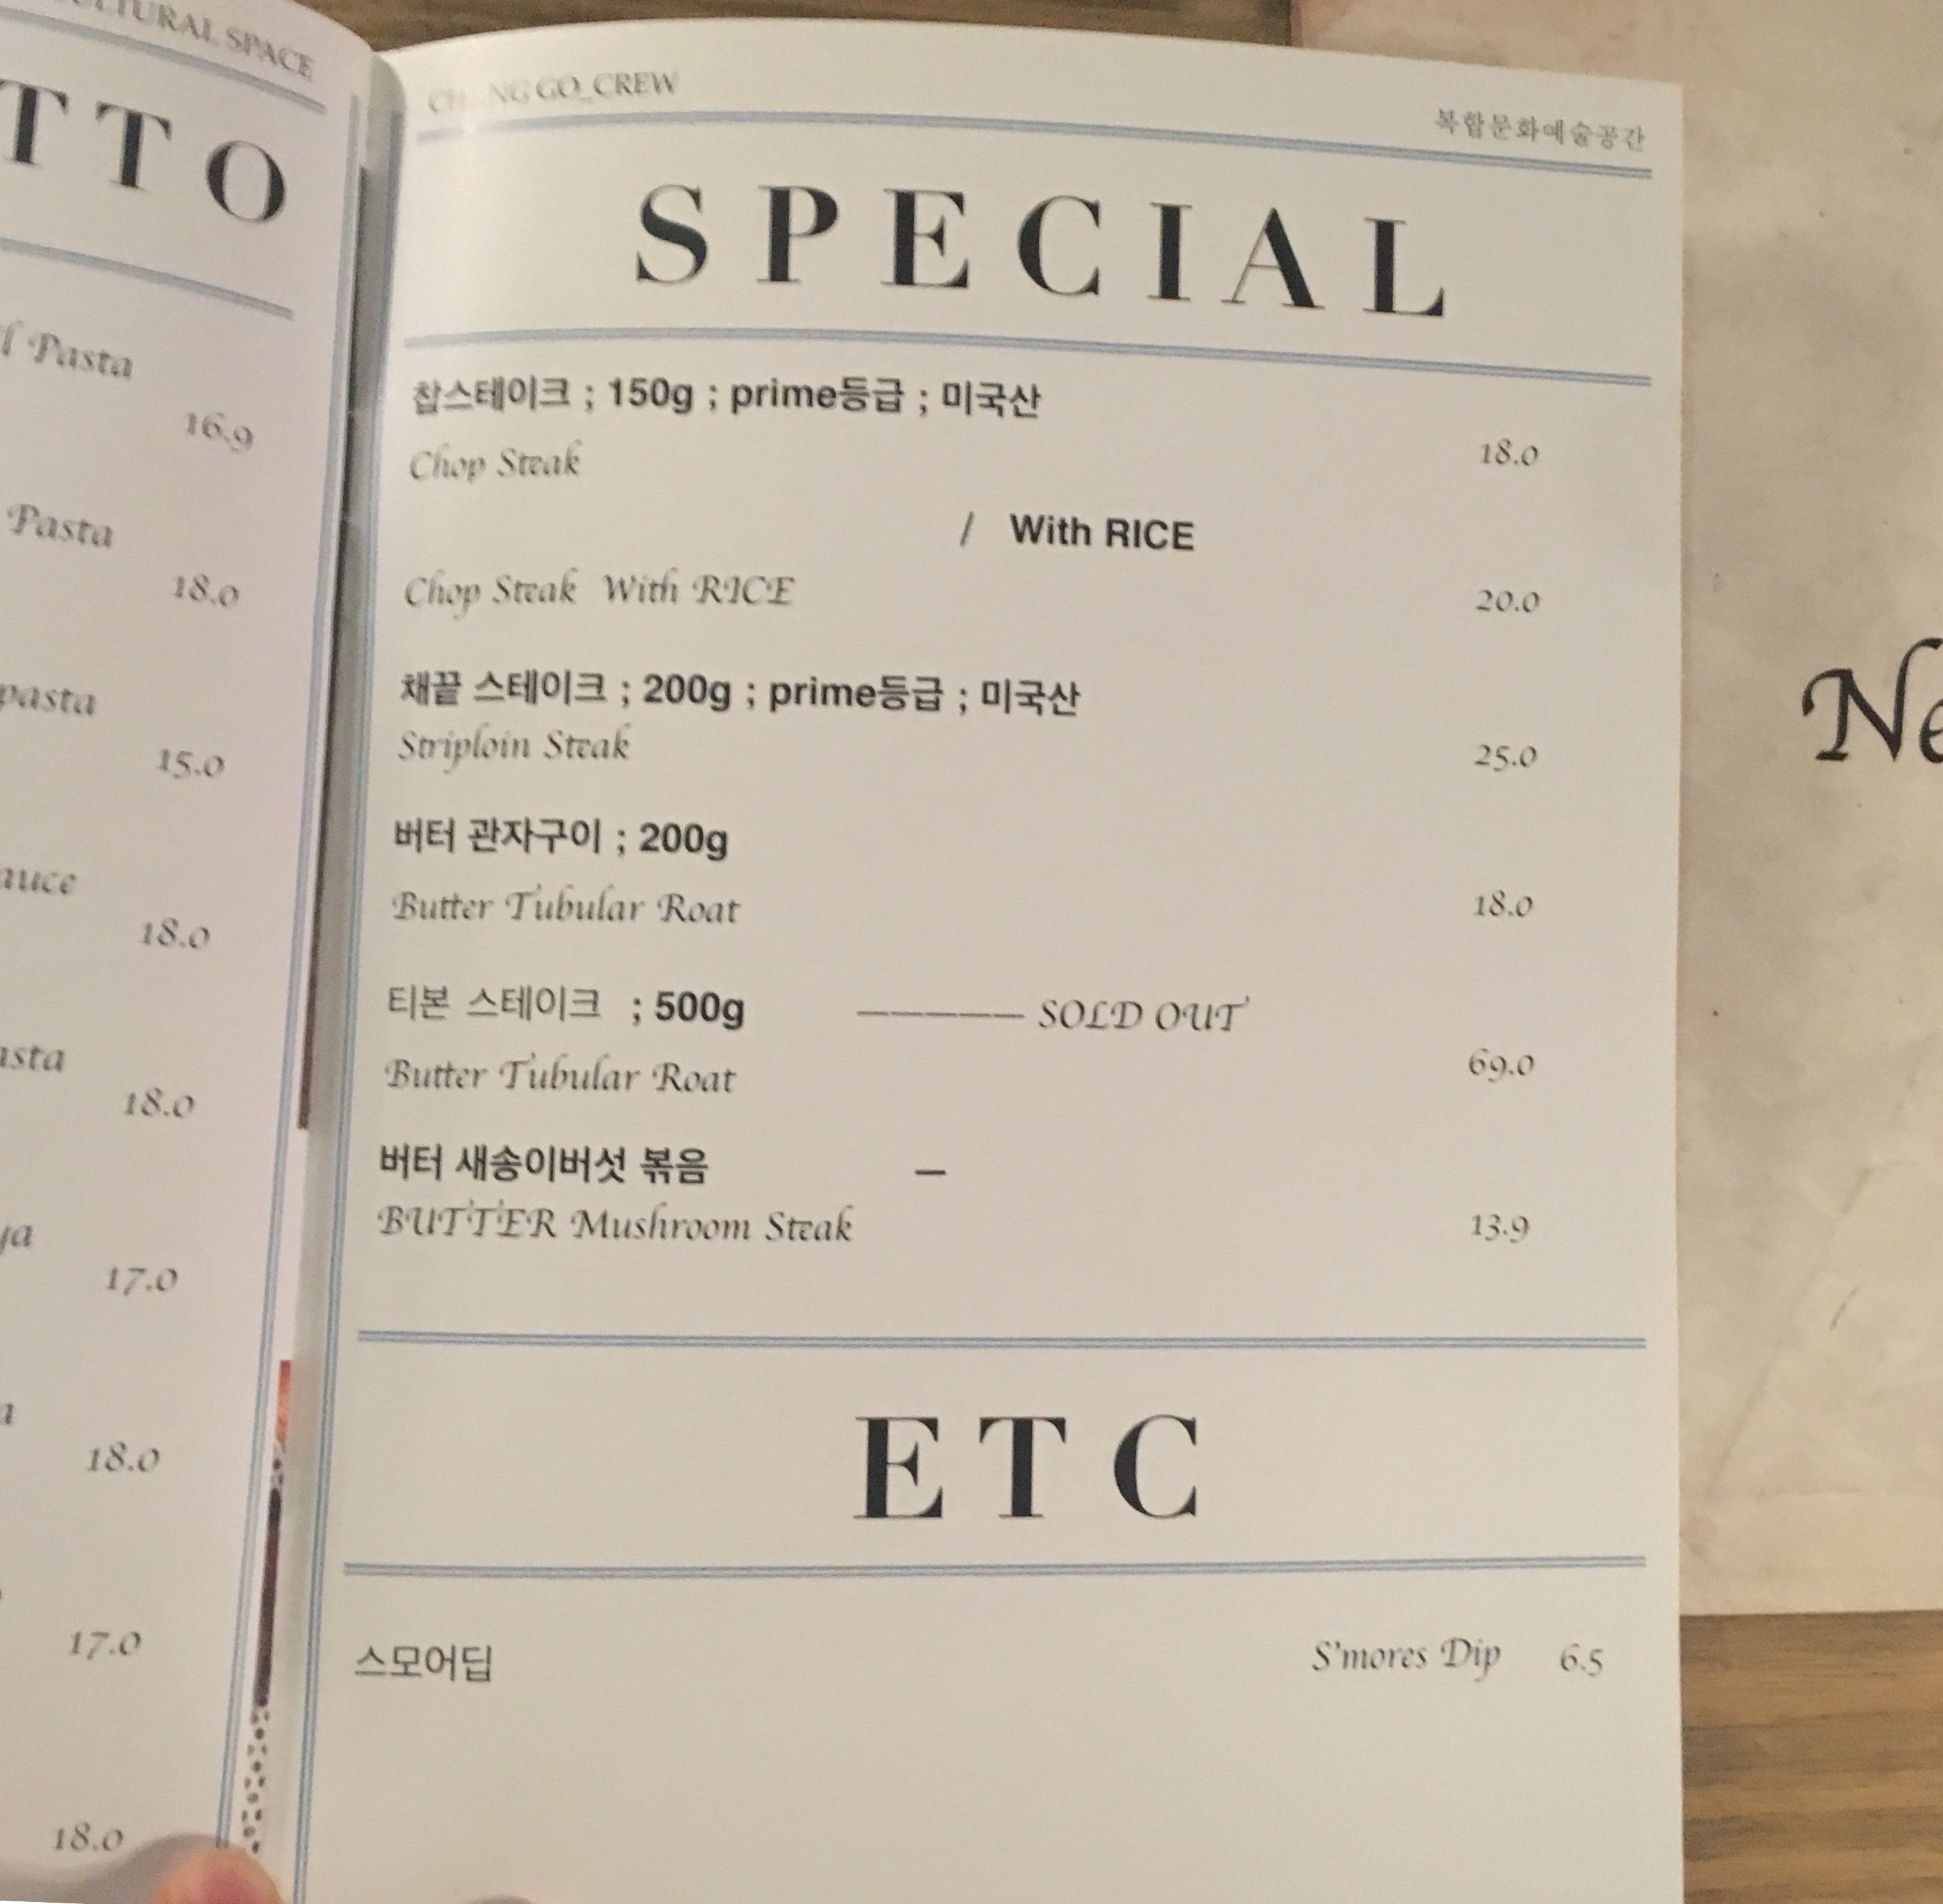 SPACE
TTO
Pasta
16.9
Pasta
18.0
pasta
15.0
18.0
18.0
17.0
18.0
17.0
18.0
GO_CREW
복합문화예술공간
SPECIAL
찹스테이크 ; 150g ; prime등급 ; 미국산
Chop Steak 18.0
/ With RICE
Chop Steak With RICE 20.0
채끝 스테이크 ; 200g ; prime등급 ; 미국산
Striploin Steak 25.0
버터 관자구이 ; 200g
Butter Tubular Roat 18.0
티본 스테이크 ; 500g ————— SOLD OUT
Butter Tubular Roat 69.0
버터 새송이버섯 볶음 —
BUTTER Mushroom Steak 13.9
ETC
스모어딥 S'mores Dip 6.5
Ne